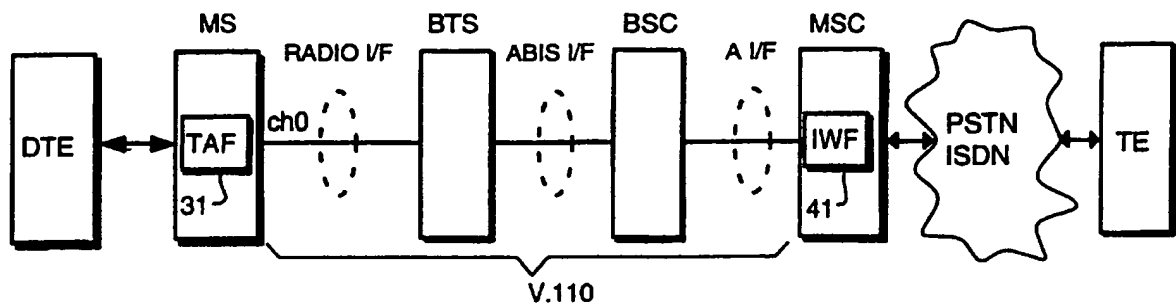 MS BTS BSC MSC
RADIO I/F ABIS I/F A I/F
DTE TAF ch0 IWF PSTN ISDN TE
31 41
V.110